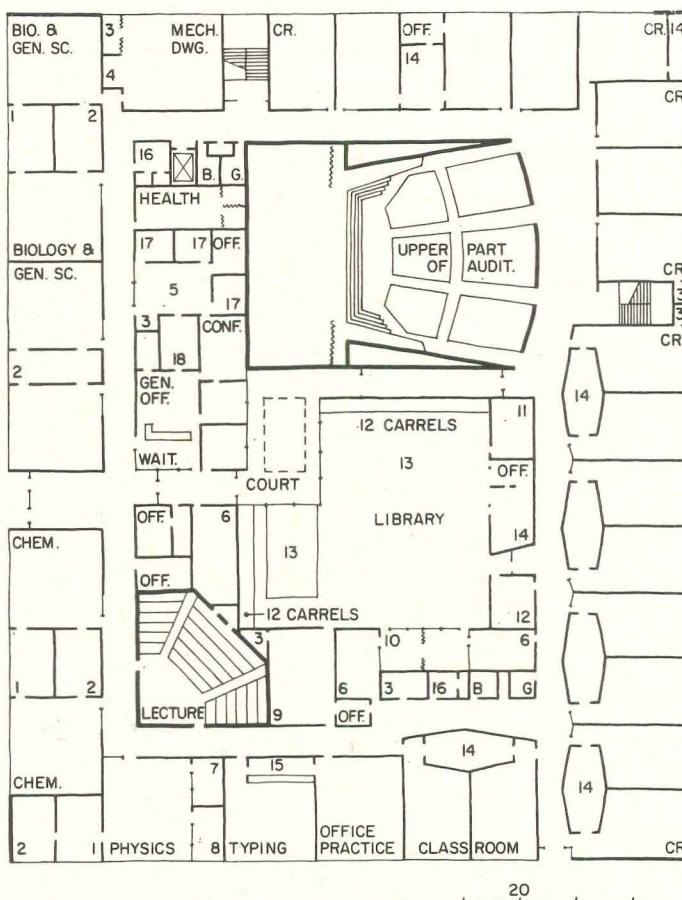 BIO. &
GEN. SC.
3
4
MECH.
DWG.
CR.
OFF.
14
CR.
14
CR
1
2
16
B.
G.
HEALTH
BIOLOGY &
GEN. SC.
17
17
OFF.
5
17
UPPER PART
OF AUDIT.
CR
3
3
CR
3
18
CONF.
2
GEN.
OFF.
WAIT.
14
12 CARRELS
11
13
COURT
OFF.
LIBRARY
14
OFF.
6
13
14
CHEM.
OFF.
12 CARRELS
12
3
10
6
1
2
LECTURE
9
6
3
16
B
G
14
OFF.
14
15
7
14
CHEM.
2
1
PHYSICS
8
TYPING
OFFICE
PRACTICE
CLASS ROOM
CR
20